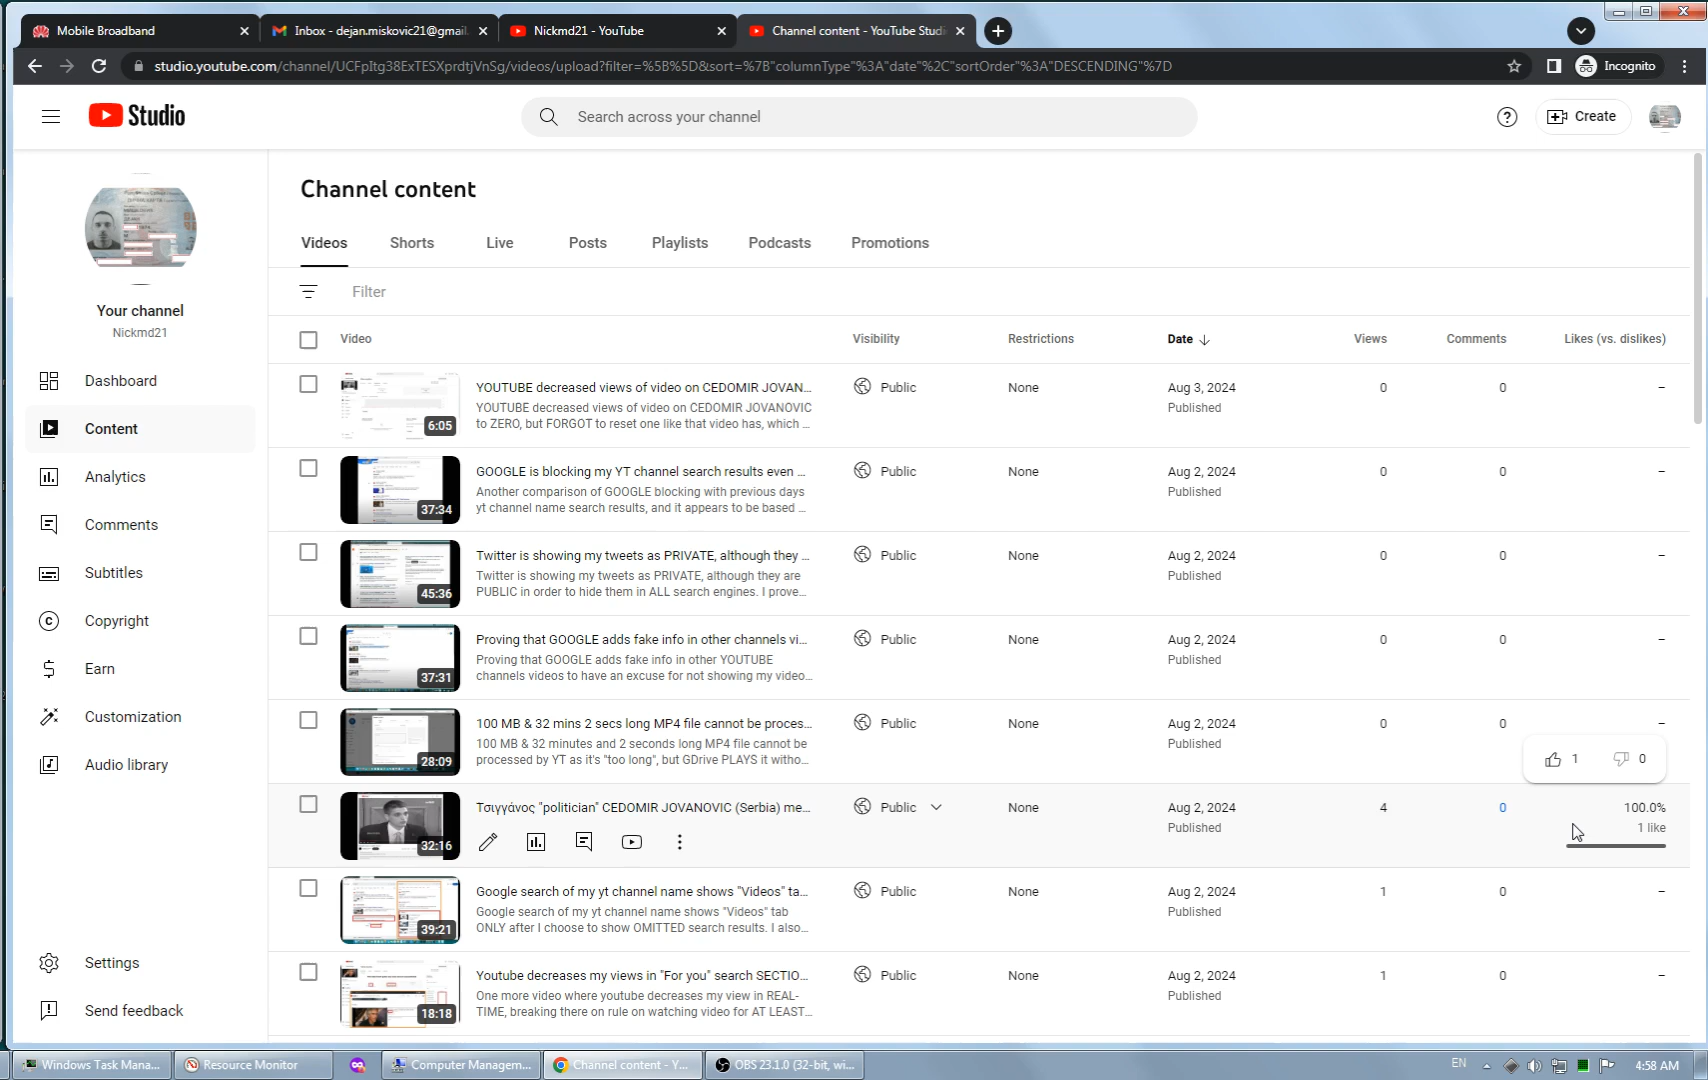 Mobile Broadband
Inbox - dejan.miskovic21@gmail.
Nickmd21 - YouTube
Channel content - YouTube Studi
studio.youtube.com/channel/UCFpItg38ExTESXprdtjVnSg/videos/upload?filter=%5B%5D&sort=%7B"columnType"%3A"date"%2C"sortOrder"%3A"DESCENDING"%7D
Incognito
Studio
Search across your channel
Create
Your channel
Nickmd21
Dashboard
Content
Analytics
Comments
Subtitles
Copyright
Earn
Customization
Audio library
Settings
Send feedback
Channel content
Videos Shorts Live Posts Playlists Podcasts Promotions
Filter
Video Visibility Restrictions Date Views Comments Likes (vs. dislikes)
YOUTUBE decreased views of video on CEDOMIR JOVAN... Public None Aug 3, 2024 0 0 –
YOUTUBE decreased views of video on CEDOMIR JOVANOVIC Published
to ZERO, but FORGOT to reset one like that video has, which ...
6:05
GOOGLE is blocking my YT channel search results even ... Public None Aug 2, 2024 0 0 –
Another comparison of GOOGLE blocking with previous days Published
yt channel name search results, and it appears to be based ...
37:34
Twitter is showing my tweets as PRIVATE, although they ... Public None Aug 2, 2024 0 0 –
Twitter is showing my tweets as PRIVATE, although they are Published
PUBLIC in order to hide them in ALL search engines. I prove...
45:36
Proving that GOOGLE adds fake info in other channels vi... Public None Aug 2, 2024 0 0 –
Proving that GOOGLE adds fake info in other YOUTUBE Published
channels videos to have an excuse for not showing my video...
37:31
100 MB & 32 mins 2 secs long MP4 file cannot be proces... Public None Aug 2, 2024 0 0 –
100 MB & 32 minutes and 2 seconds long MP4 file cannot be Published
processed by YT as it's "too long", but GDrive PLAYS it witho...
28:09
1 0
Τσιγγάνος "politician" CEDOMIR JOVANOVIC (Serbia) me... Public None Aug 2, 2024 4 0 100.0%
Published 1 like
32:16
Google search of my yt channel name shows "Videos" ta... Public None Aug 2, 2024 1 0 –
Google search of my yt channel name shows "Videos" tab Published
ONLY after I choose to show OMITTED search results. I also...
39:21
Youtube decreases my views in "For you" search SECTIO... Public None Aug 2, 2024 1 0 –
One more video where youtube decreases my view in REAL- Published
TIME, breaking there on rule on watching video for AT LEAST...
18:18
Windows Task Mana...
Resource Monitor
Computer Managem...
Channel content - Y...
OBS 23.1.0 (32-bit, wi...
EN
4:58 AM